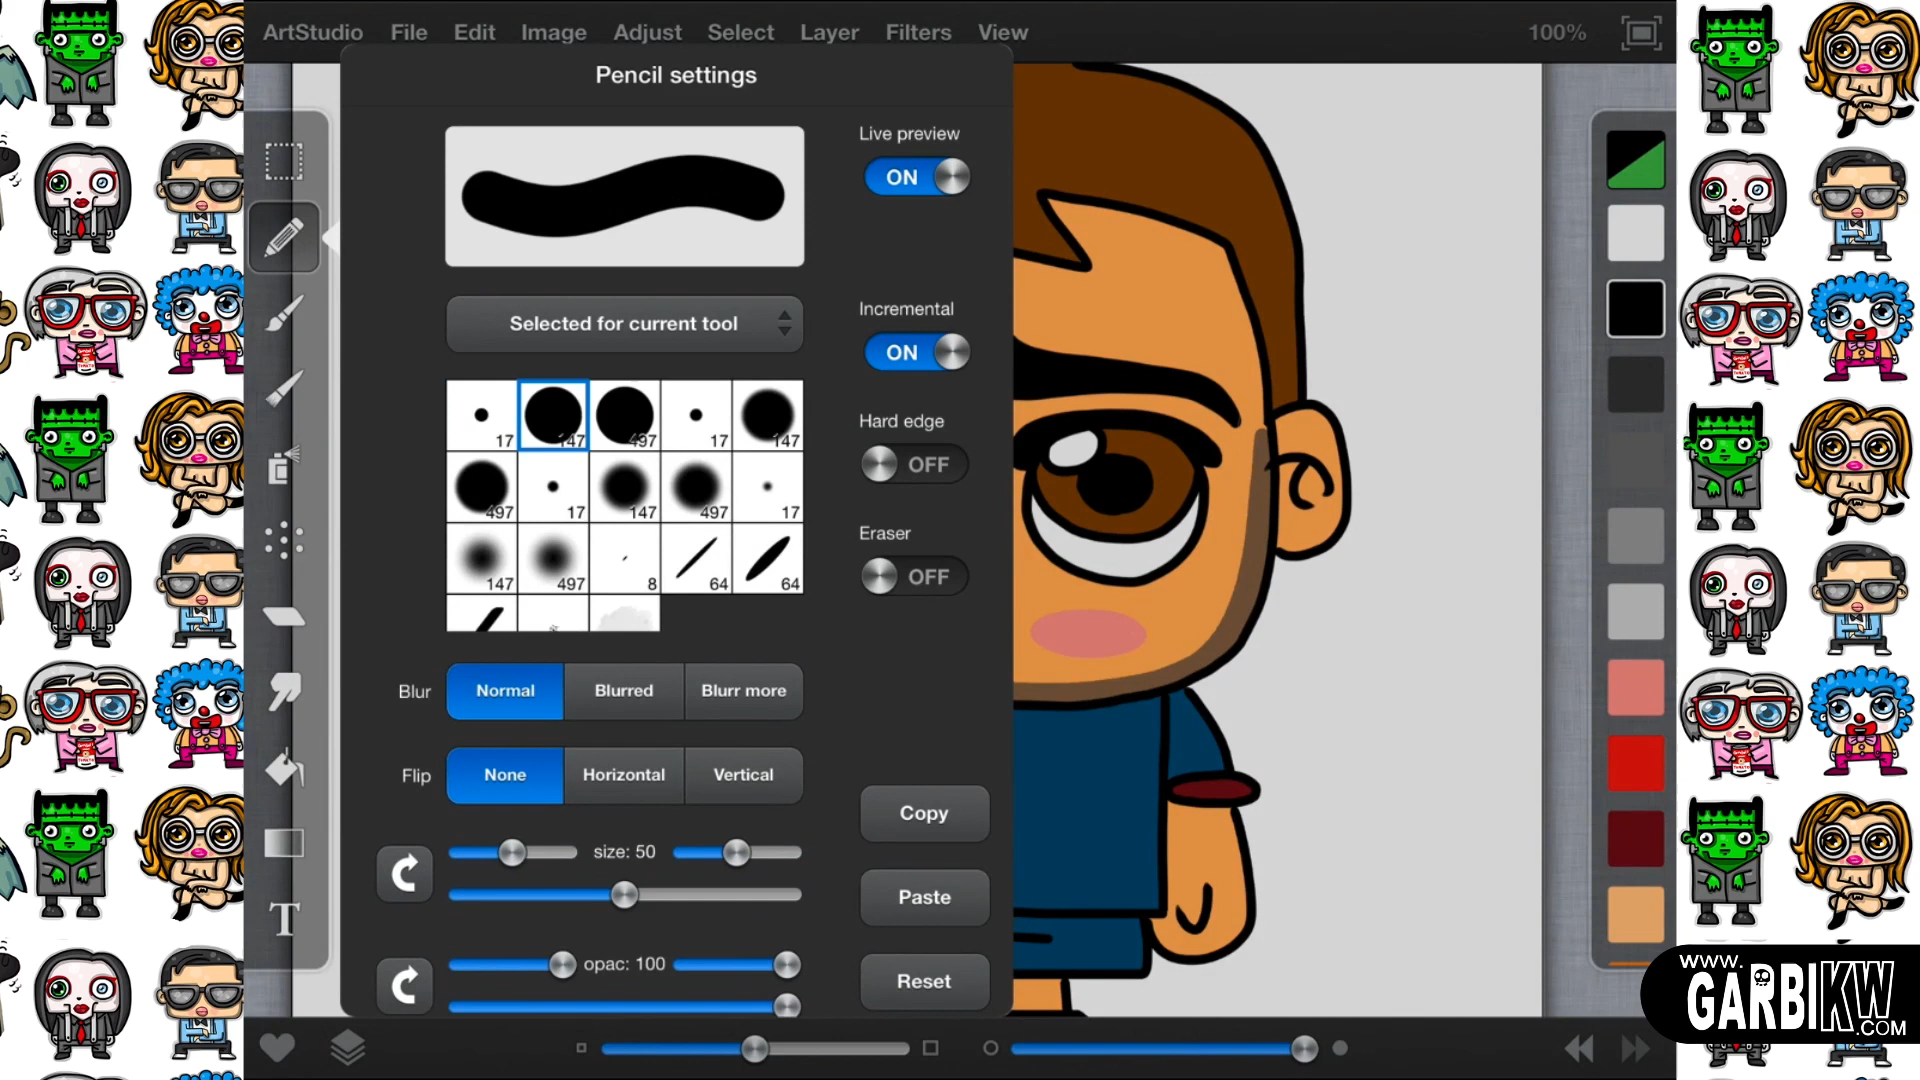 ArtStudio File Edit Image Adjust Select Layer Filters View 100%
Pencil settings
Live preview
ON
Selected for current tool
Incremental
ON
17 147 497 17 147
Hard edge
OFF
497 17 147 497 17
Eraser
OFF
147 497 8 64 64
Blur Normal Blurred Blurr more
Flip None Horizontal Vertical
Copy
size: 50
Paste
opac: 100
Reset
T
www.
GARBIKW
.COM